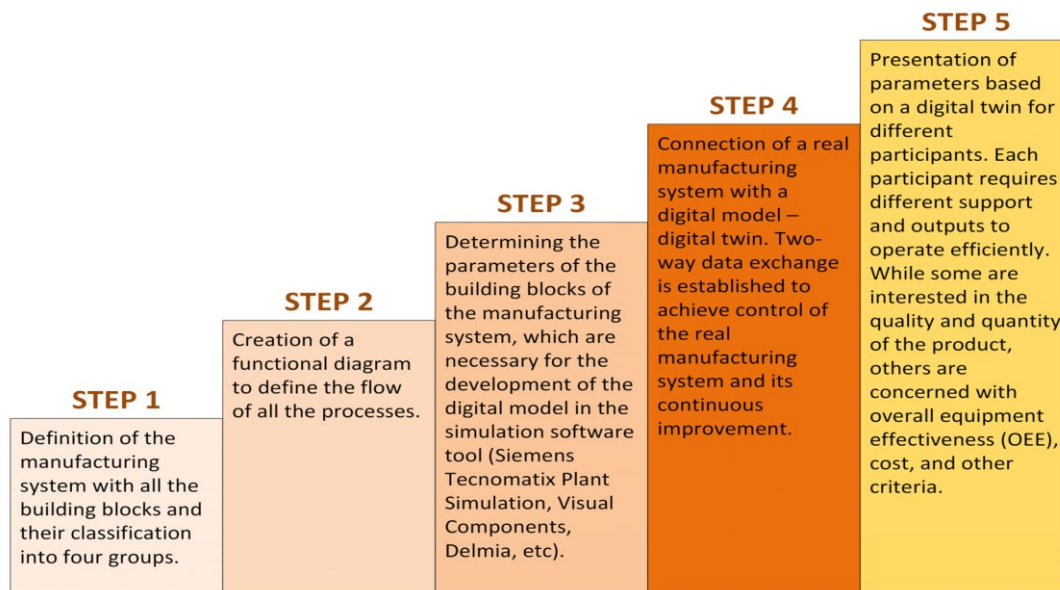 STEP 1
Definition of the
manufacturing
system with all the
building blocks and
their classification
into four groups.
STEP 2
Creation of a
functional diagram
to define the flow
of all the processes.
STEP 3
Determining the
parameters of the
building blocks of
the manufacturing
system, which are
necessary for the
development of the
digital model in the
simulation software
tool (Siemens
Tecnomatix Plant
Simulation, Visual
Components,
Delmia, etc).
STEP 4
Connection of a real
manufacturing
system with a
digital model –
digital twin. Two-
way data exchange
is established to
achieve control of
the real
manufacturing
system and its
continuous
improvement.
STEP 5
Presentation of
parameters based
on a digital twin for
different
participants. Each
participant requires
different support
and outputs to
operate efficiently.
While some are
interested in the
quality and quantity
of the product,
others are
concerned with
overall equipment
effectiveness (OEE),
cost, and other
criteria.